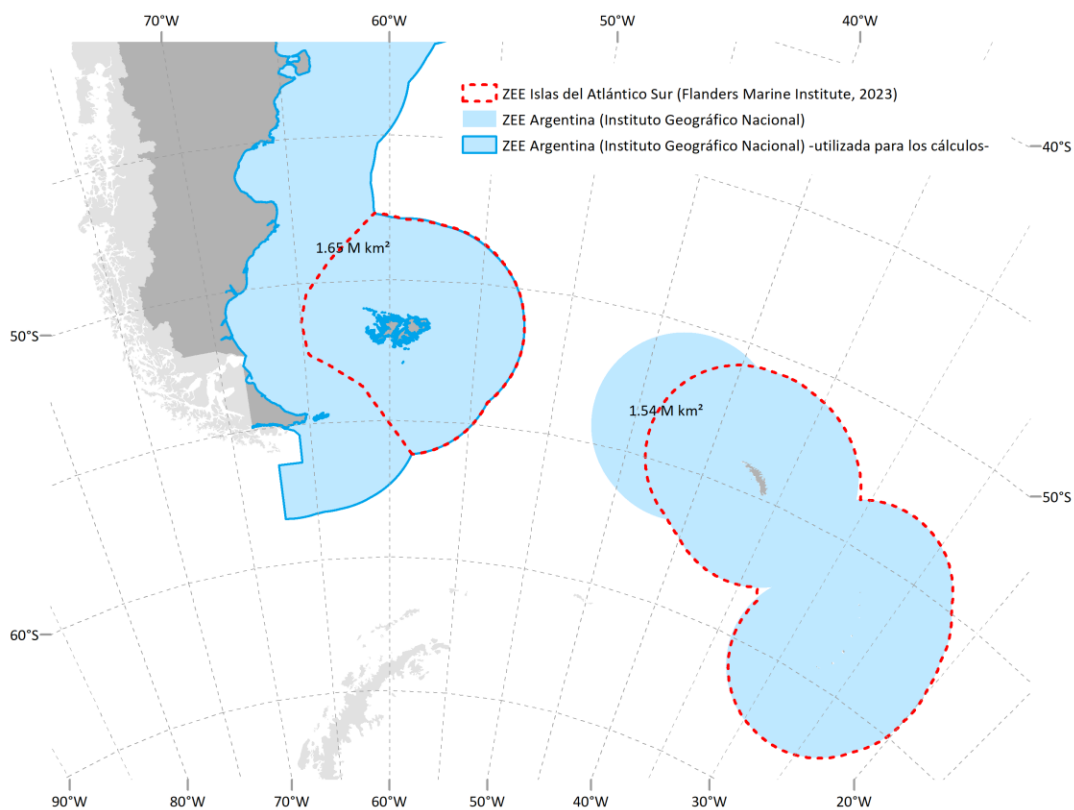 70°W
60°W
50°W
40°W
ZEE Islas del Atlántico Sur (Flanders Marine Institute, 2023)
ZEE Argentina (Instituto Geográfico Nacional)
ZEE Argentina (Instituto Geográfico Nacional) -utilizada para los cálculos-
40°S
1.65 M km²
50°S
1.54 M km²
50°S
60°S
90°W
80°W
70°W
60°W
50°W
40°W
30°W
20°W